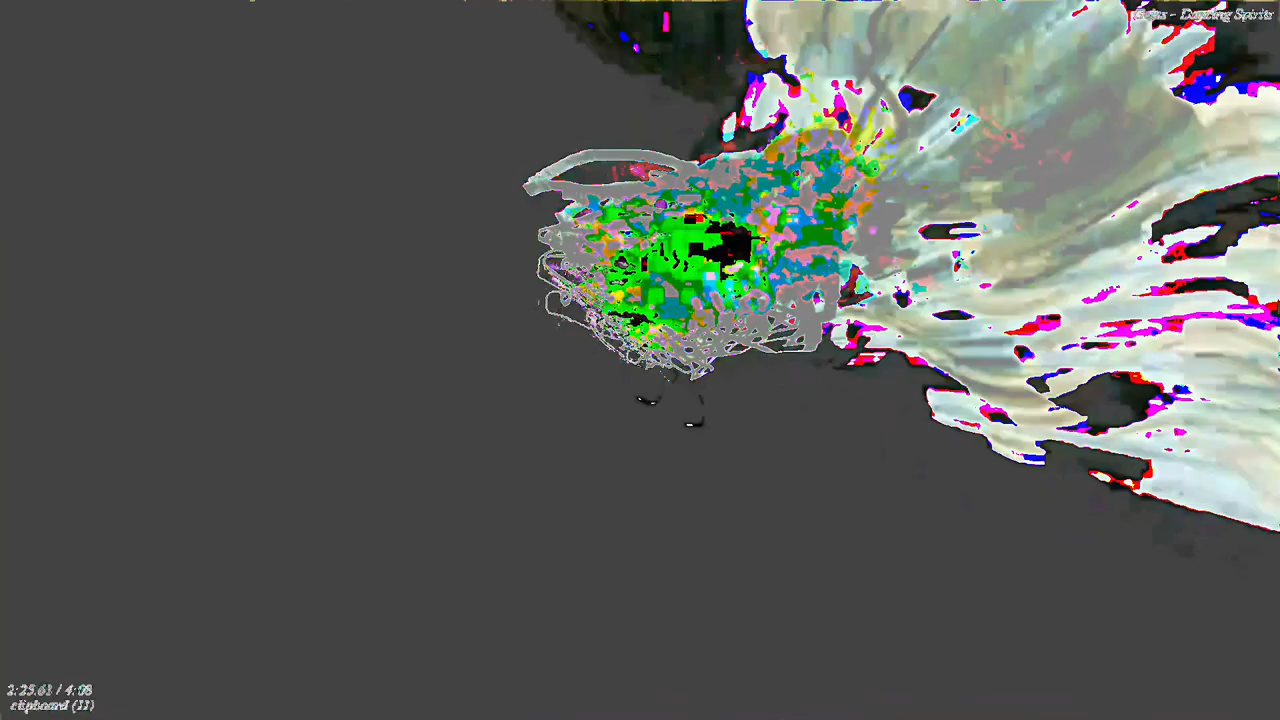 - Dancing Spirits
2:25.61 / 4:08
clipboard (11)